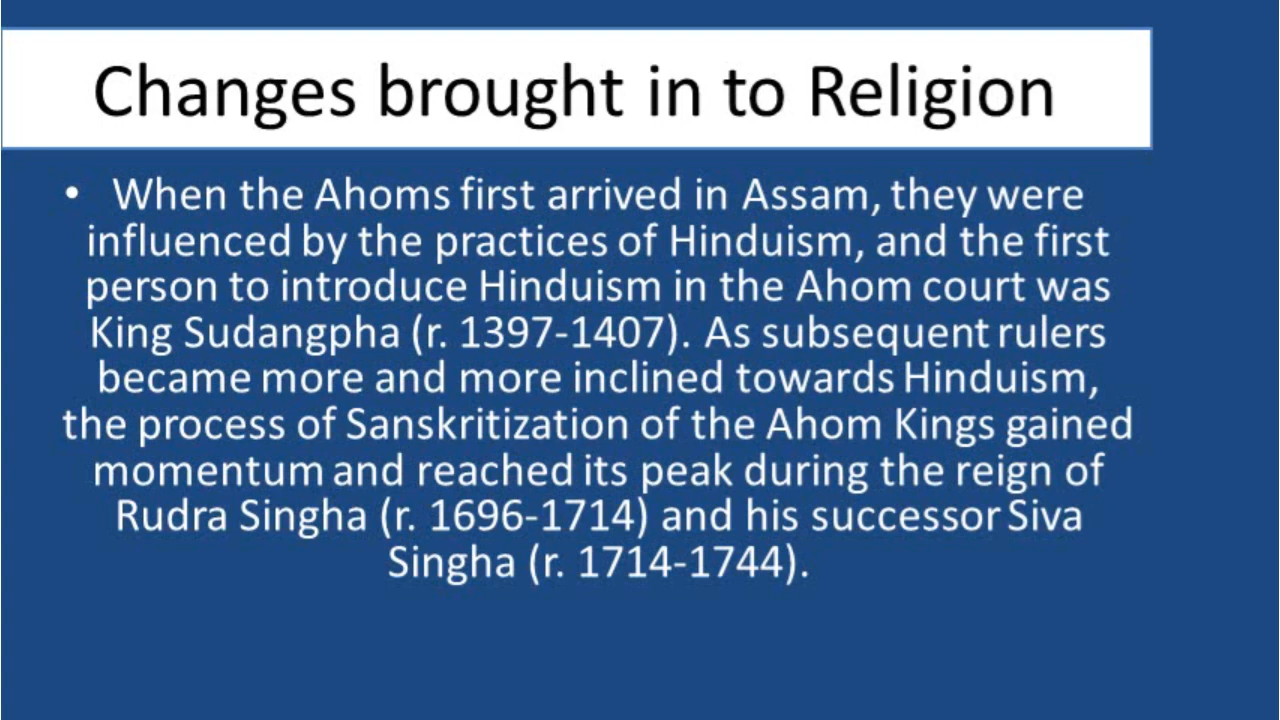 Changes brought in to Religion
• When the Ahoms first arrived in Assam, they were
influenced by the practices of Hinduism, and the first
person to introduce Hinduism in the Ahom court was
King Sudangpha (r. 1397-1407). As subsequent rulers
became more and more inclined towards Hinduism,
the process of Sanskritization of the Ahom Kings gained
momentum and reached its peak during the reign of
Rudra Singha (r. 1696-1714) and his successor Siva
Singha (r. 1714-1744).